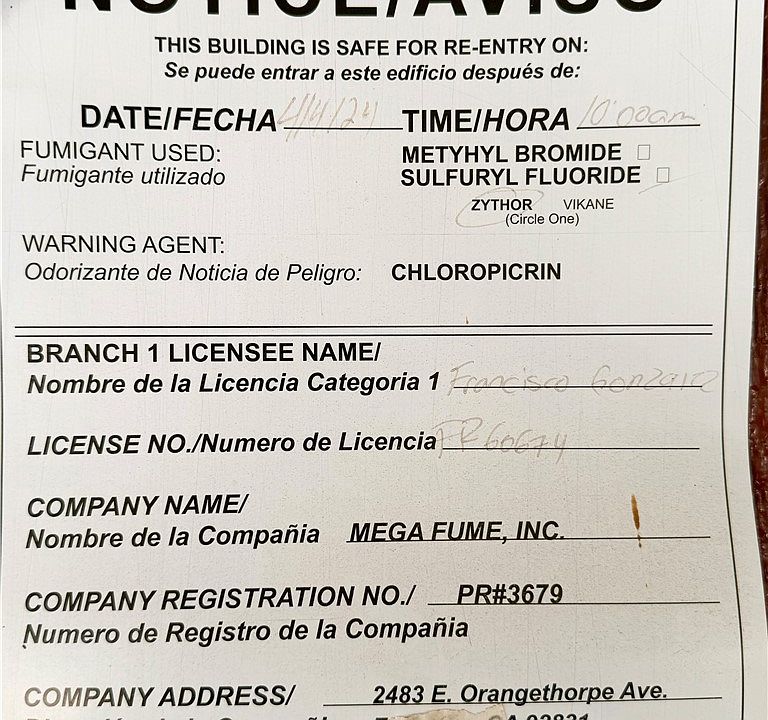 NOTICE/AVISO
THIS BUILDING IS SAFE FOR RE-ENTRY ON:
Se puede entrar a este edificio después de:
DATE/FECHA 4/4/24 TIME/HORA 10:00am
FUMIGANT USED: METYHYL BROMIDE
Fumigante utilizado SULFURYL FLUORIDE
ZYTHOR VIKANE
(Circle One)
WARNING AGENT:
Odorizante de Noticia de Peligro: CHLOROPICRIN
BRANCH 1 LICENSEE NAME/
Nombre de la Licencia Categoria 1 Francisco Gonzalez
LICENSE NO./Numero de Licencia PR60674
COMPANY NAME/
Nombre de la Compañia MEGA FUME, INC.
COMPANY REGISTRATION NO./ PR#3679
Numero de Registro de la Compañia
COMPANY ADDRESS/ 2483 E. Orangethorpe Ave.